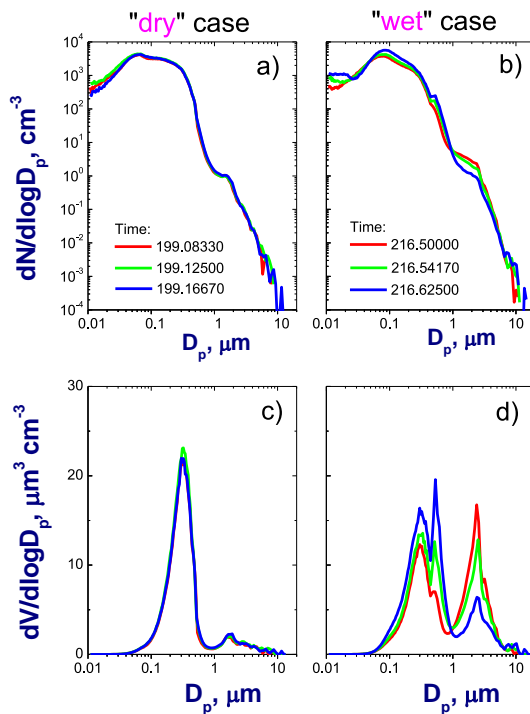 "dry" case
"wet" case
dN/dlogDp, cm-3
10^4
10^3
10^2
10^1
10^0
10^-1
10^-2
10^-3
10^-4
a)
Time:
199.08330
199.12500
199.16670
0.01 0.1 1 10
Dp, μm
b)
Time:
216.50000
216.54170
216.62500
0.01 0.1 1 10
Dp, μm
dV/dlogDp, μm3 cm-3
30
20
10
0
c)
0.01 0.1 1 10
Dp, μm
d)
0.01 0.1 1 10
Dp, μm